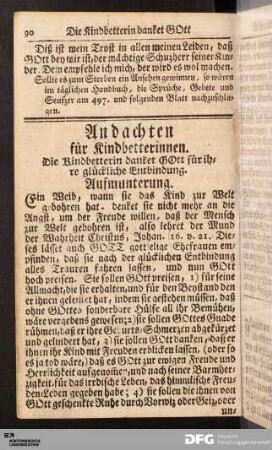 90 Die Kindbetterin danket GOtt
Diß ist mein Trost in allen meinen Leiden, daß
GOtt bey mir ist, der mächtige Schutzherr seiner Kin-
der. Dem empfehle ich mich, der wird es wol machen.
Sollte es zum Sterben ein Ansehen gewinnen, so wären
im täglichen Handbuch, die Sprüche, Gebete und
Seufzer am 497. und folgenden Blatt nachzuschla-
gen.
Andachten
für Kindbetterinnen.
Die Kindbetterin danket GOtt für ih-
re glückliche Entbindung.
Aufmunterung.
Ein Weib, wann sie das Kind zur Welt
gebohren hat, denket sie nicht mehr an die
Angst, um der Freude willen, daß der Mensch
zur Welt gebohren ist, also lehret der Mund
der Wahrheit Christus, Johan. 16. v. 21. Die-
ses lässet auch GOTT gottselige Ehefrauen em-
pfinden, daß sie nach der glücklichen Entbindung
alles Trauren fahren lassen, und nun GOtt
hoch preisen. Sie sollen GOtt preisen, 1) für seine
Allmacht, die sie erhalten, und für den Beystand den
er ihnen geleistet hat, indem sie gestehen müssen, daß
ohne GOttes sonderbare Hülfe all ihr Bemühen,
wäre vergebens gewesen; 2) sie sollen GOttes Gnade
rühmen, daß er ihre Geburts-Schmerzen abgekürzet
und gelindert hat, 3) sie sollen GOtt danken, daß er
ihnen ihr Kind mit Freuden erblicken lassen, (oder so
es ja tod wäre,) daß es GOtt zur ewigen Freude und
Herrlichkeit aufgenommen, und nach seiner Barmher-
zigkeit, für das irrdische Leben, das himmlische Freu-
den-Leben gegeben habe; 4) sie sollen die ihnen von
GOtt geschenkte Ruhe durch Vorwitz oder Geiz, oder
un-
DFG
Deutsche
Forschungsgemeinschaft